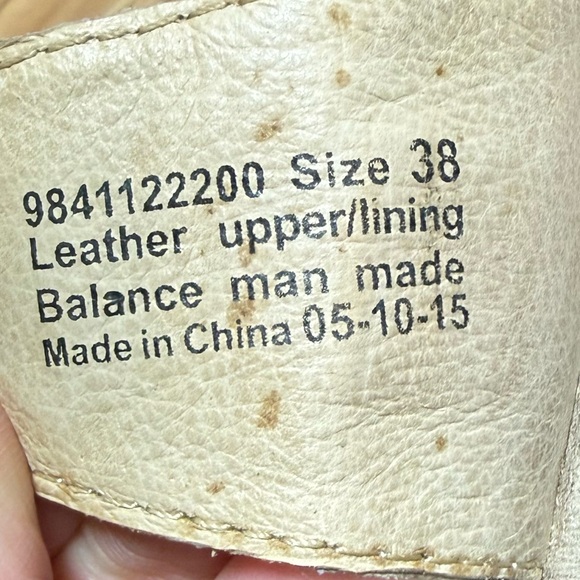 9841122200 Size 38
Leather upper/lining
Balance man made
Made in China 05-10-15